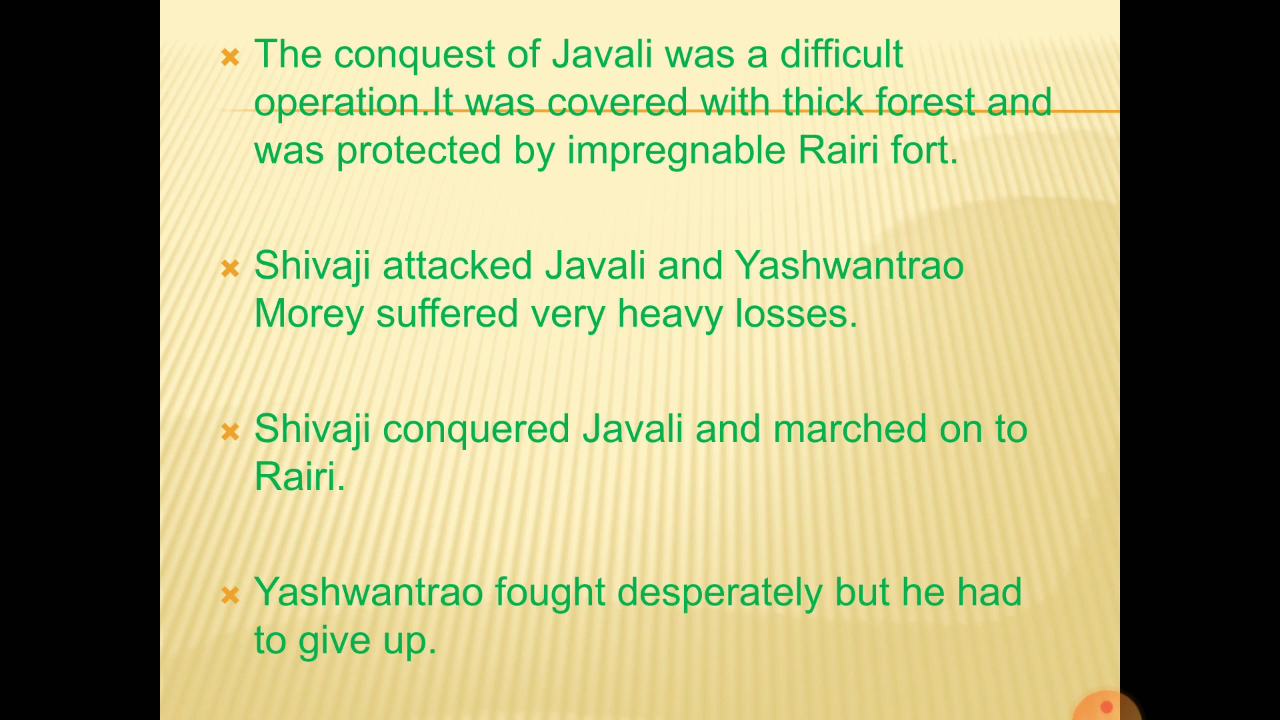 The conquest of Javali was a difficult
operation.It was covered with thick forest and
was protected by impregnable Rairi fort.
Shivaji attacked Javali and Yashwantrao
Morey suffered very heavy losses.
Shivaji conquered Javali and marched on to
Rairi.
Yashwantrao fought desperately but he had
to give up.